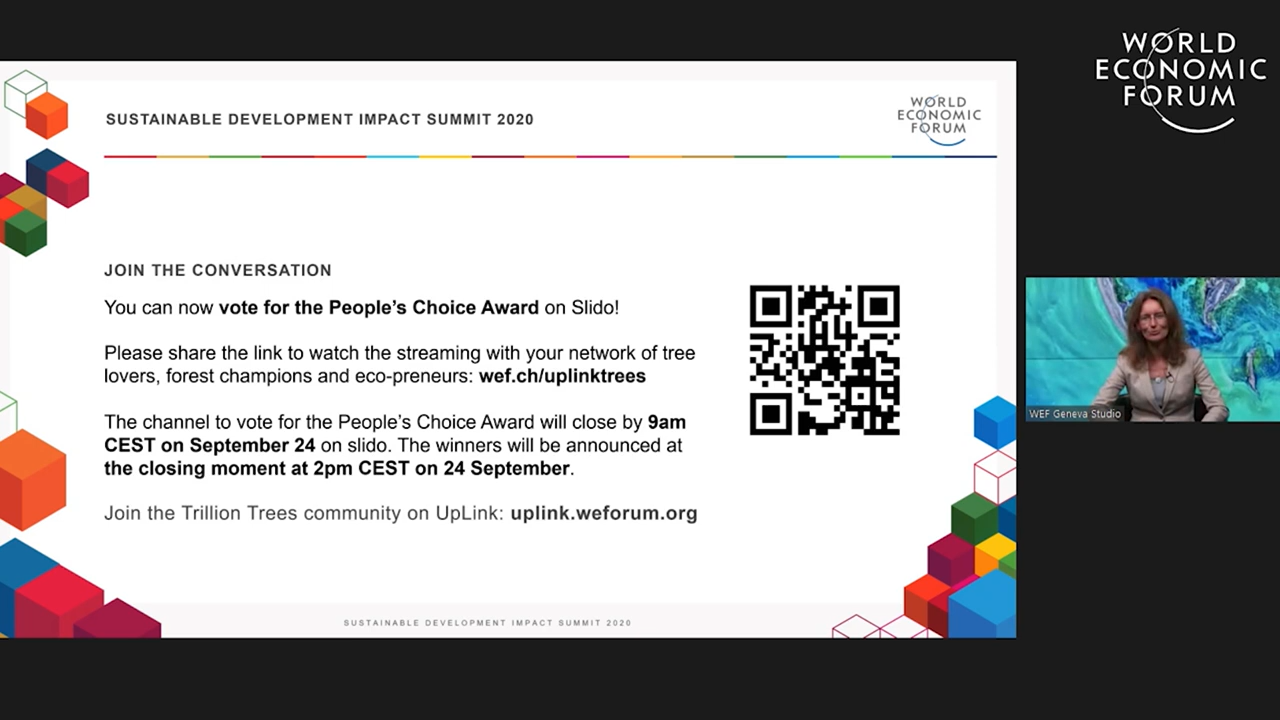 WORLD
ECONOMIC
FORUM
SUSTAINABLE DEVELOPMENT IMPACT SUMMIT 2020
WORLD
ECONOMIC
FORUM
JOIN THE CONVERSATION
You can now vote for the People's Choice Award on Slido!
Please share the link to watch the streaming with your network of tree
lovers, forest champions and eco-preneurs: wef.ch/uplinktrees
The channel to vote for the People's Choice Award will close by 9am
CEST on September 24 on slido. The winners will be announced at
the closing moment at 2pm CEST on 24 September.
Join the Trillion Trees community on UpLink: uplink.weforum.org
WEF Geneva Studio
SUSTAINABLE DEVELOPMENT IMPACT SUMMIT 2020